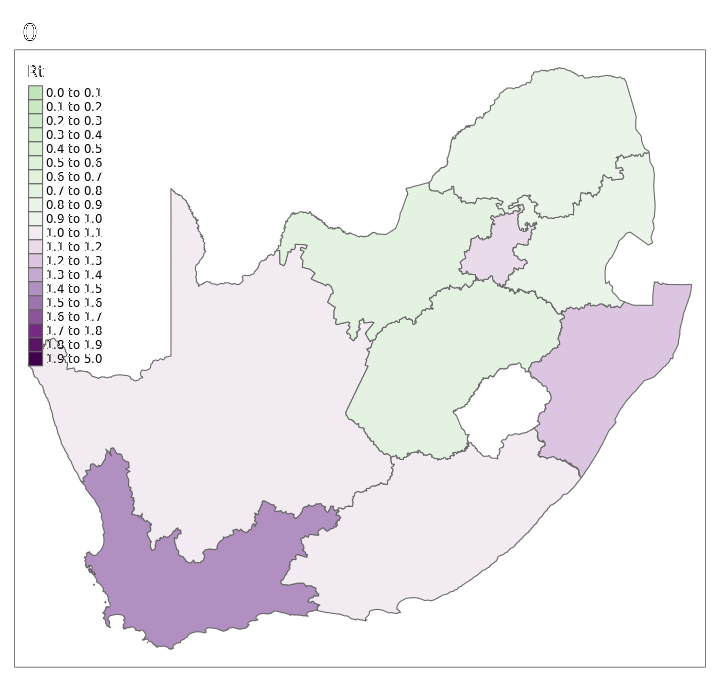 0
Rt
0.0 to 0.1
0.1 to 0.2
0.2 to 0.3
0.3 to 0.4
0.4 to 0.5
0.5 to 0.6
0.6 to 0.7
0.7 to 0.8
0.8 to 0.9
0.9 to 1.0
1.0 to 1.1
1.1 to 1.2
1.2 to 1.3
1.3 to 1.4
1.4 to 1.5
1.5 to 1.6
1.6 to 1.7
1.7 to 1.8
1.8 to 1.9
1.9 to 5.0